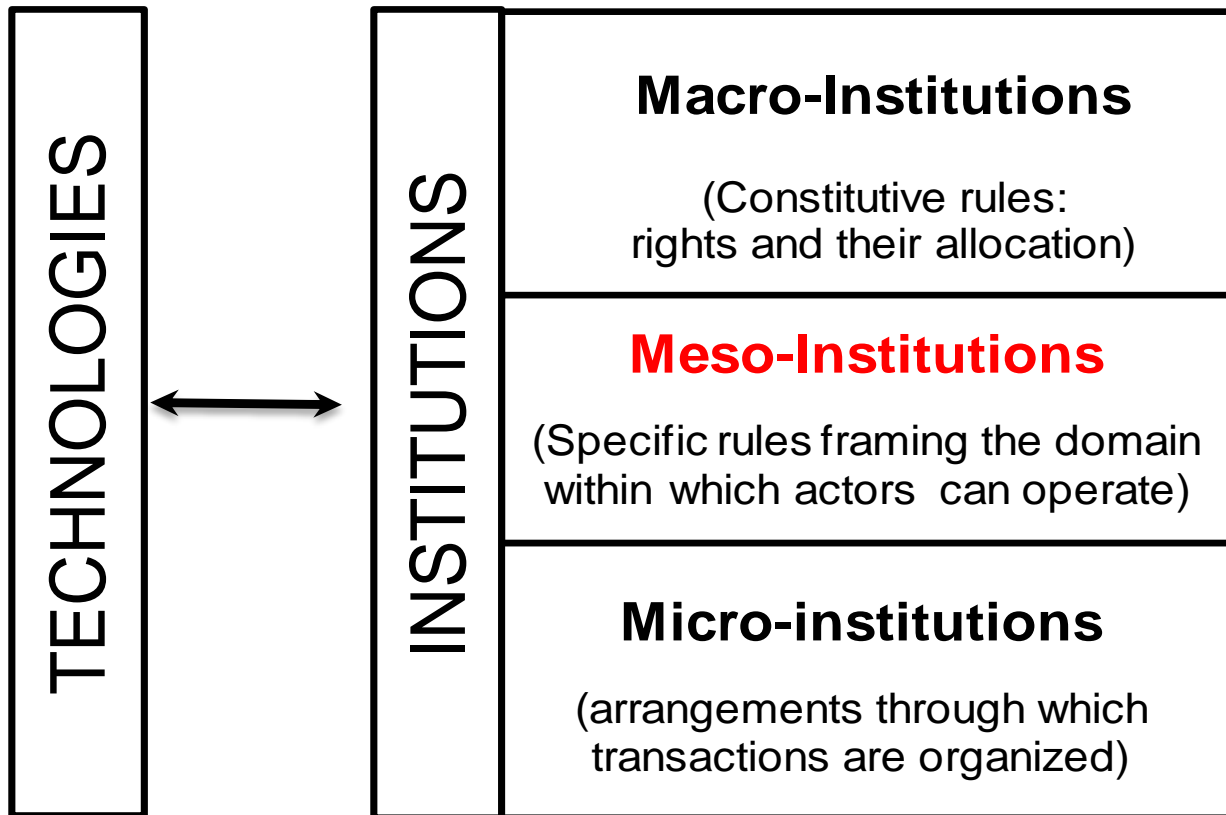 TECHNOLOGIES
INSTITUTIONS
Macro-Institutions
(Constitutive rules:
rights and their allocation)
Meso-Institutions
(Specific rules framing the domain
within which actors can operate)
Micro-institutions
(arrangements through which
transactions are organized)